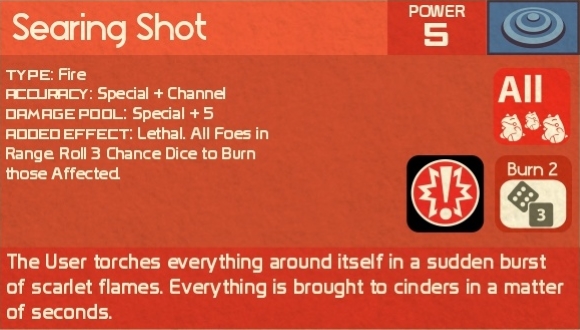 Searing Shot
POWER
5
TYPE: Fire
ACCURACY: Special + Channel
DAMAGE POOL: Special + 5
ADDED EFFECT: Lethal. All Foes in
Range. Roll 3 Chance Dice to Burn
those Affected.
All
Burn 2
3
The User torches everything around itself in a sudden burst
of scarlet flames. Everything is brought to cinders in a matter
of seconds.